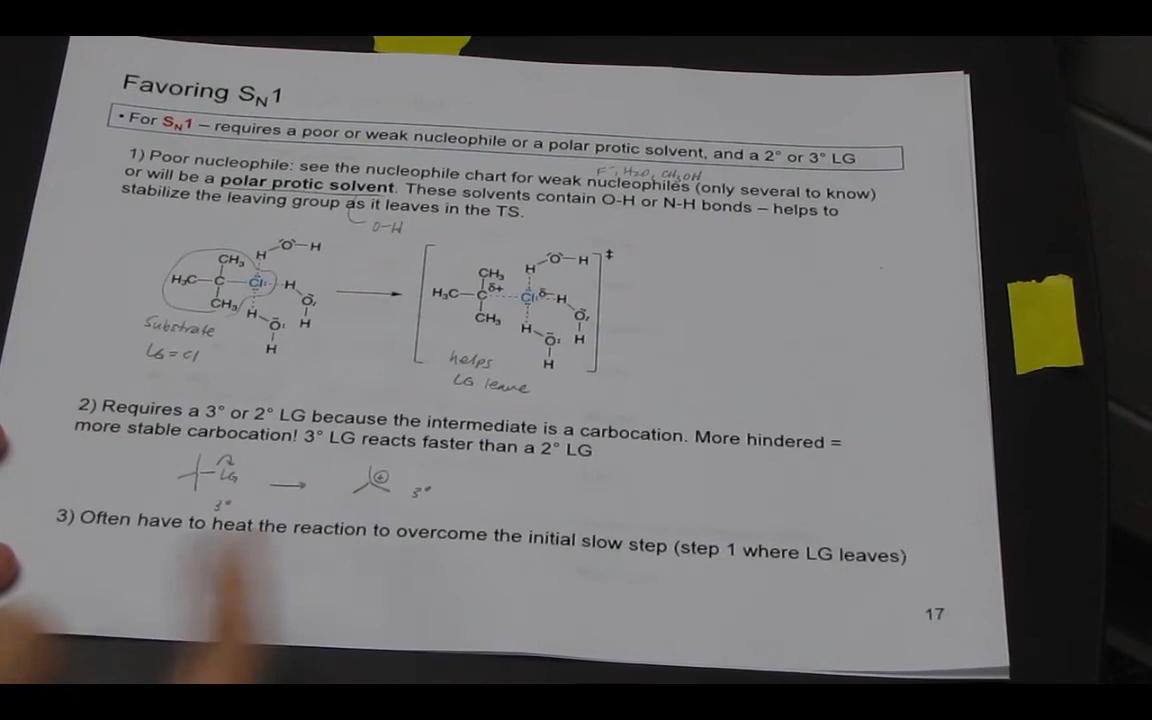 Favoring SN1
• For SN1 – requires a poor or weak nucleophile or a polar protic solvent, and a 2° or 3° LG
1) Poor nucleophile: see the nucleophile chart for weak nucleophiles (only several to know)
F⁻, H2O, CH3OH
or will be a polar protic solvent. These solvents contain O-H or N-H bonds – helps to
stabilize the leaving group as it leaves in the TS.
O-H
CH3 H O H
H3C C Cl H
CH3 H O
O H
H
Substrate
LG = Cl
CH3 H O H ‡
H3C C δ+ Cl δ- H
CH3 H O
O H
H
helps
LG leave
2) Requires a 3° or 2° LG because the intermediate is a carbocation. More hindered =
more stable carbocation! 3° LG reacts faster than a 2° LG
LG
3°
+
3°
3) Often have to heat the reaction to overcome the initial slow step (step 1 where LG leaves)
17